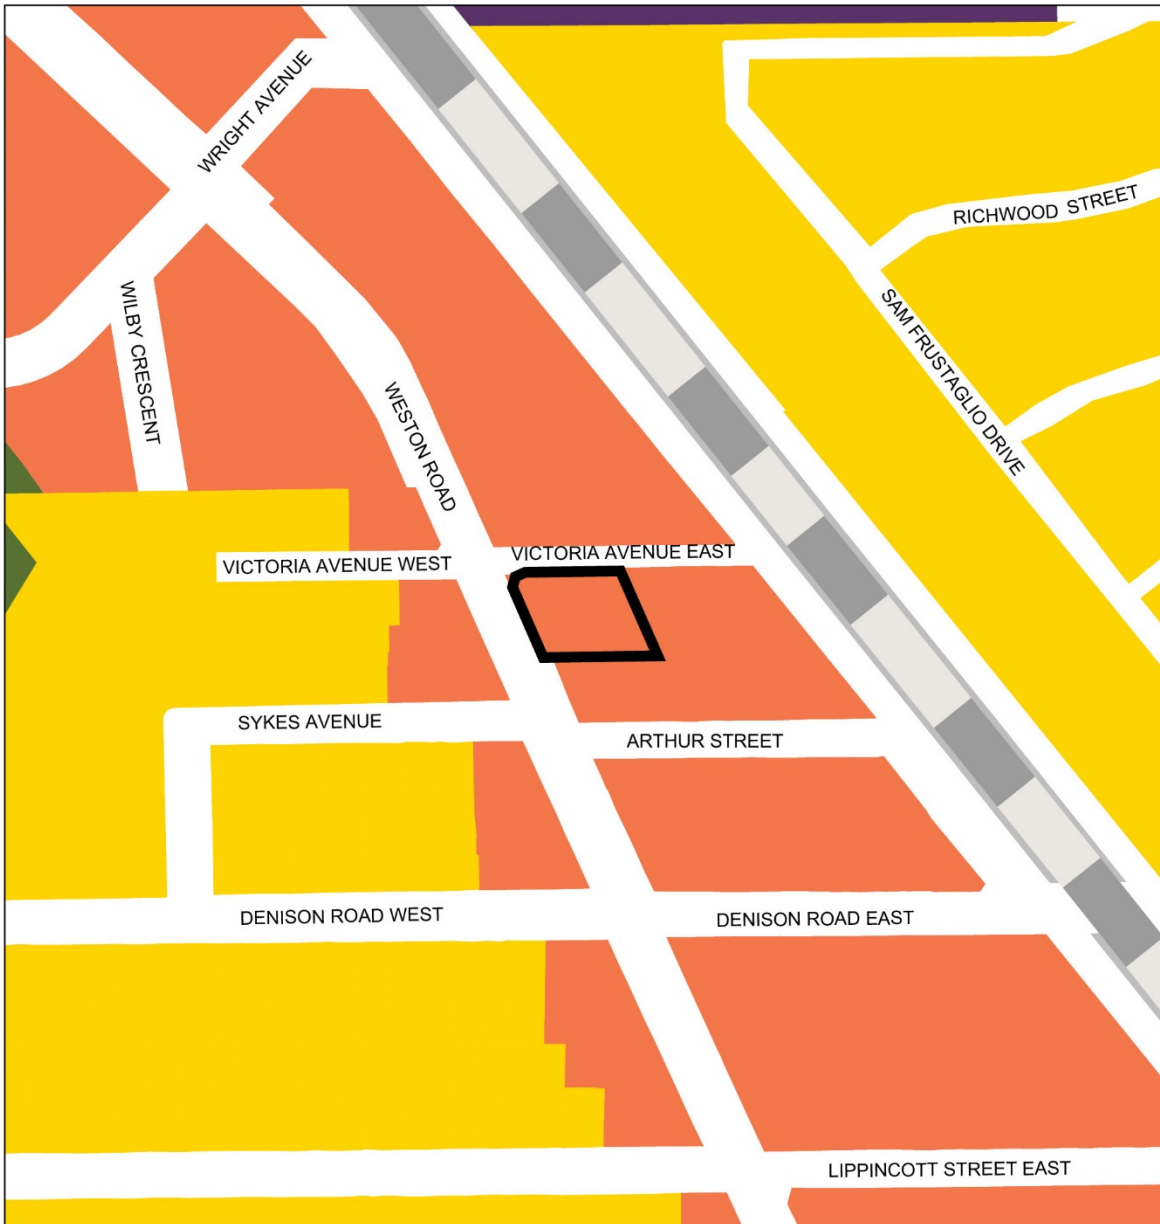 WRIGHT AVENUE
RICHWOOD STREET
WILBY CRESCENT
SAM FRUSTAGLIO DRIVE
WESTON ROAD
VICTORIA AVENUE WEST
VICTORIA AVENUE EAST
SYKES AVENUE
ARTHUR STREET
DENISON ROAD WEST
DENISON ROAD EAST
LIPPINCOTT STREET EAST